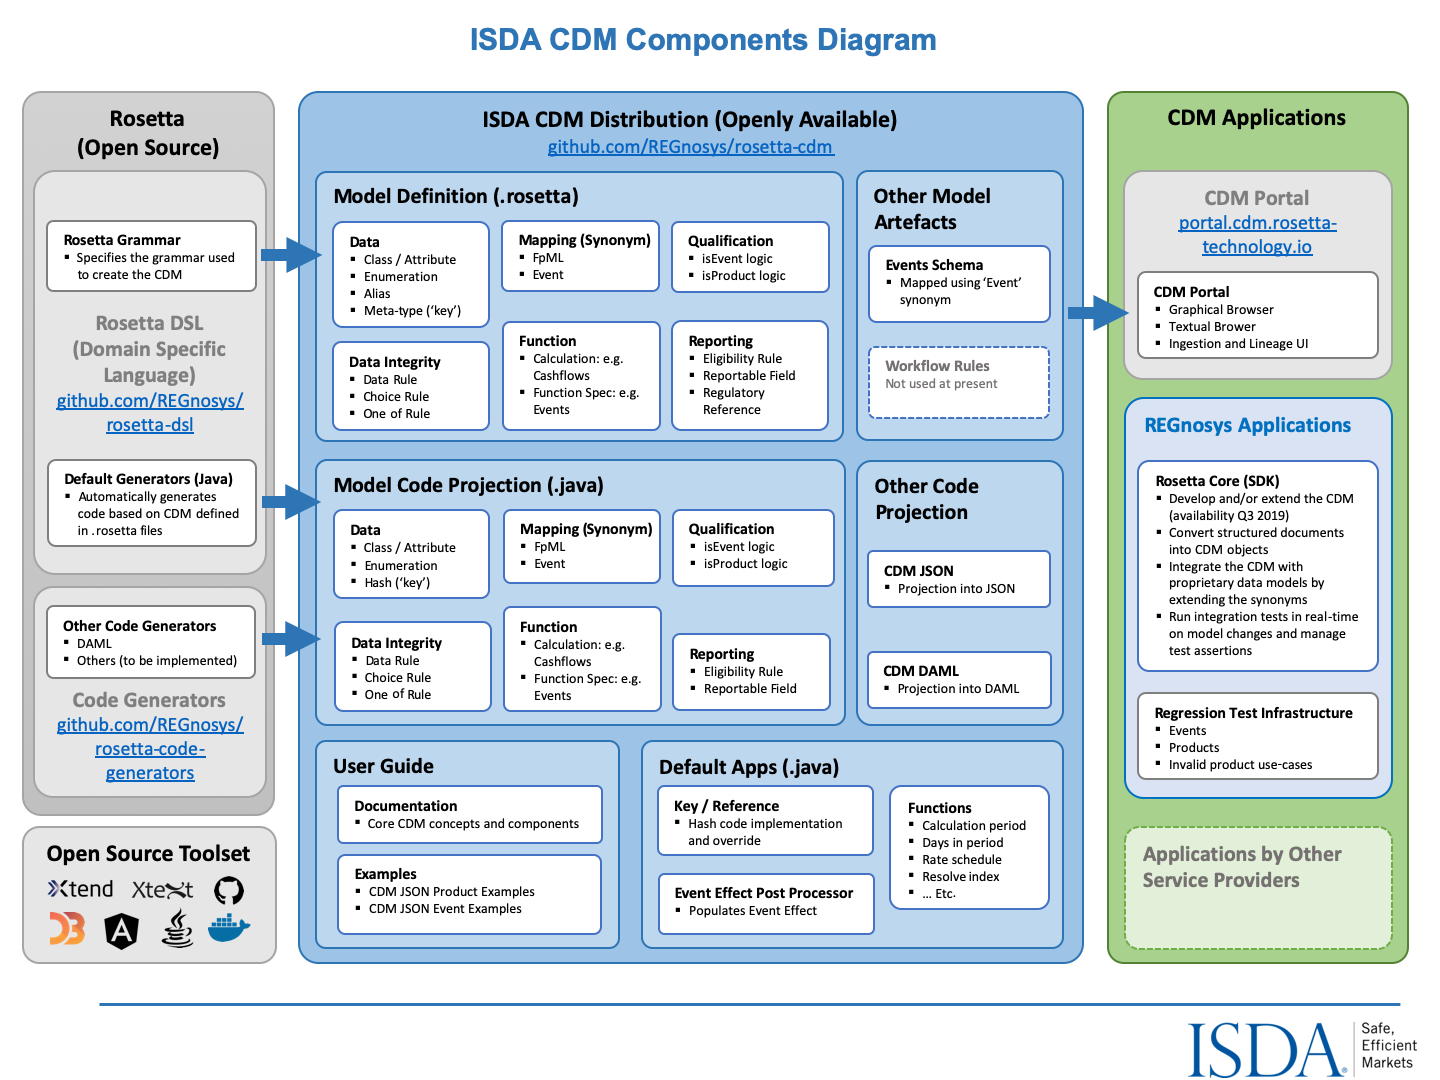 ISDA CDM Components Diagram
Rosetta
(Open Source)
Rosetta Grammar
▪ Specifies the grammar used
to create the CDM
Rosetta DSL
(Domain Specific
Language)
github.com/REGnosys/
rosetta-dsl
Default Generators (Java)
▪ Automatically generates
code based on CDM defined
in .rosetta files
Other Code Generators
▪ DAML
▪ Others (to be implemented)
Code Generators
github.com/REGnosys/
rosetta-code-
generators
Open Source Toolset
Xtend
Xtext
ISDA CDM Distribution (Openly Available)
github.com/REGnosys/rosetta-cdm
Model Definition (.rosetta)
Data
▪ Class / Attribute
▪ Enumeration
▪ Alias
▪ Meta-type ('key')
Mapping (Synonym)
▪ FpML
▪ Event
Qualification
▪ isEvent logic
▪ isProduct logic
Data Integrity
▪ Data Rule
▪ Choice Rule
▪ One of Rule
Function
▪ Calculation: e.g.
Cashflows
▪ Function Spec: e.g.
Events
Reporting
▪ Eligibility Rule
▪ Reportable Field
▪ Regulatory
Reference
Other Model
Artefacts
Events Schema
▪ Mapped using 'Event'
synonym
Workflow Rules
Not used at present
Model Code Projection (.java)
Data
▪ Class / Attribute
▪ Enumeration
▪ Hash ('key')
Mapping (Synonym)
▪ FpML
▪ Event
Qualification
▪ isEvent logic
▪ isProduct logic
Data Integrity
▪ Data Rule
▪ Choice Rule
▪ One of Rule
Function
▪ Calculation: e.g.
Cashflows
▪ Function Spec: e.g.
Events
Reporting
▪ Eligibility Rule
▪ Reportable Field
Other Code
Projection
CDM JSON
▪ Projection into JSON
CDM DAML
▪ Projection into DAML
User Guide
Documentation
▪ Core CDM concepts and components
Examples
▪ CDM JSON Product Examples
▪ CDM JSON Event Examples
Default Apps (.java)
Key / Reference
▪ Hash code implementation
and override
Event Effect Post Processor
▪ Populates Event Effect
Functions
▪ Calculation period
▪ Days in period
▪ Rate schedule
▪ Resolve index
▪ ... Etc.
CDM Applications
CDM Portal
portal.cdm.rosetta-
technology.io
CDM Portal
▪ Graphical Browser
▪ Textual Brower
▪ Ingestion and Lineage UI
REGnosys Applications
Rosetta Core (SDK)
▪ Develop and/or extend the CDM
(availability Q3 2019)
▪ Convert structured documents
into CDM objects
▪ Integrate the CDM with
proprietary data models by
extending the synonyms
▪ Run integration tests in real-time
on model changes and manage
test assertions
Regression Test Infrastructure
▪ Events
▪ Products
▪ Invalid product use-cases
Applications by Other
Service Providers
ISDA®
Safe,
Efficient
Markets